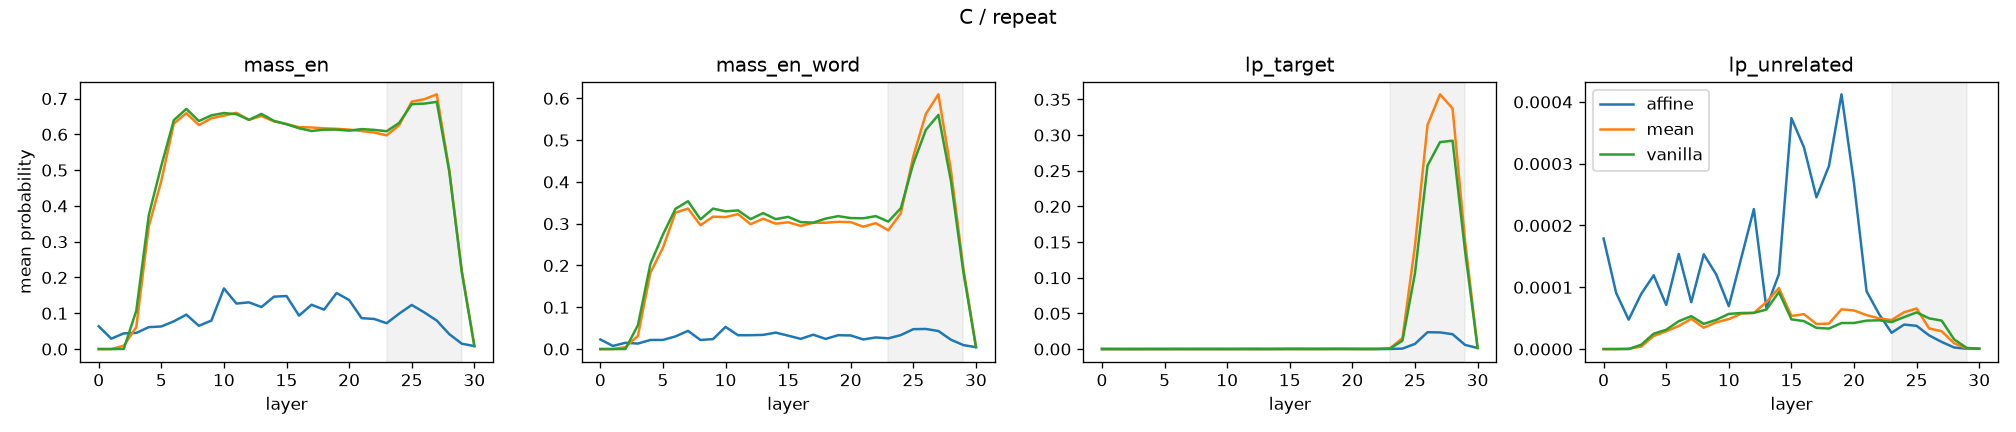 C / repeat
mass_en
mass_en_word
lp_target
lp_unrelated
mean probability
0.7
0.6
0.5
0.4
0.3
0.2
0.1
0.0
0 5 10 15 20 25 30
layer
0.6
0.5
0.4
0.3
0.2
0.1
0.0
0 5 10 15 20 25 30
layer
0.35
0.30
0.25
0.20
0.15
0.10
0.05
0.00
0 5 10 15 20 25 30
layer
0.0004
0.0003
0.0002
0.0001
0.0000
affine
mean
vanilla
0 5 10 15 20 25 30
layer